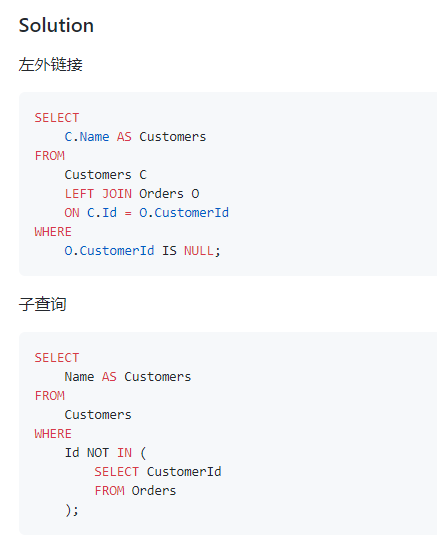 Solution
左外链接
SELECT
    C.Name AS Customers
FROM
    Customers C
    LEFT JOIN Orders O
    ON C.Id = O.CustomerId
WHERE
    O.CustomerId IS NULL;
子查询
SELECT
    Name AS Customers
FROM
    Customers
WHERE
    Id NOT IN (
        SELECT CustomerId
        FROM Orders
    );